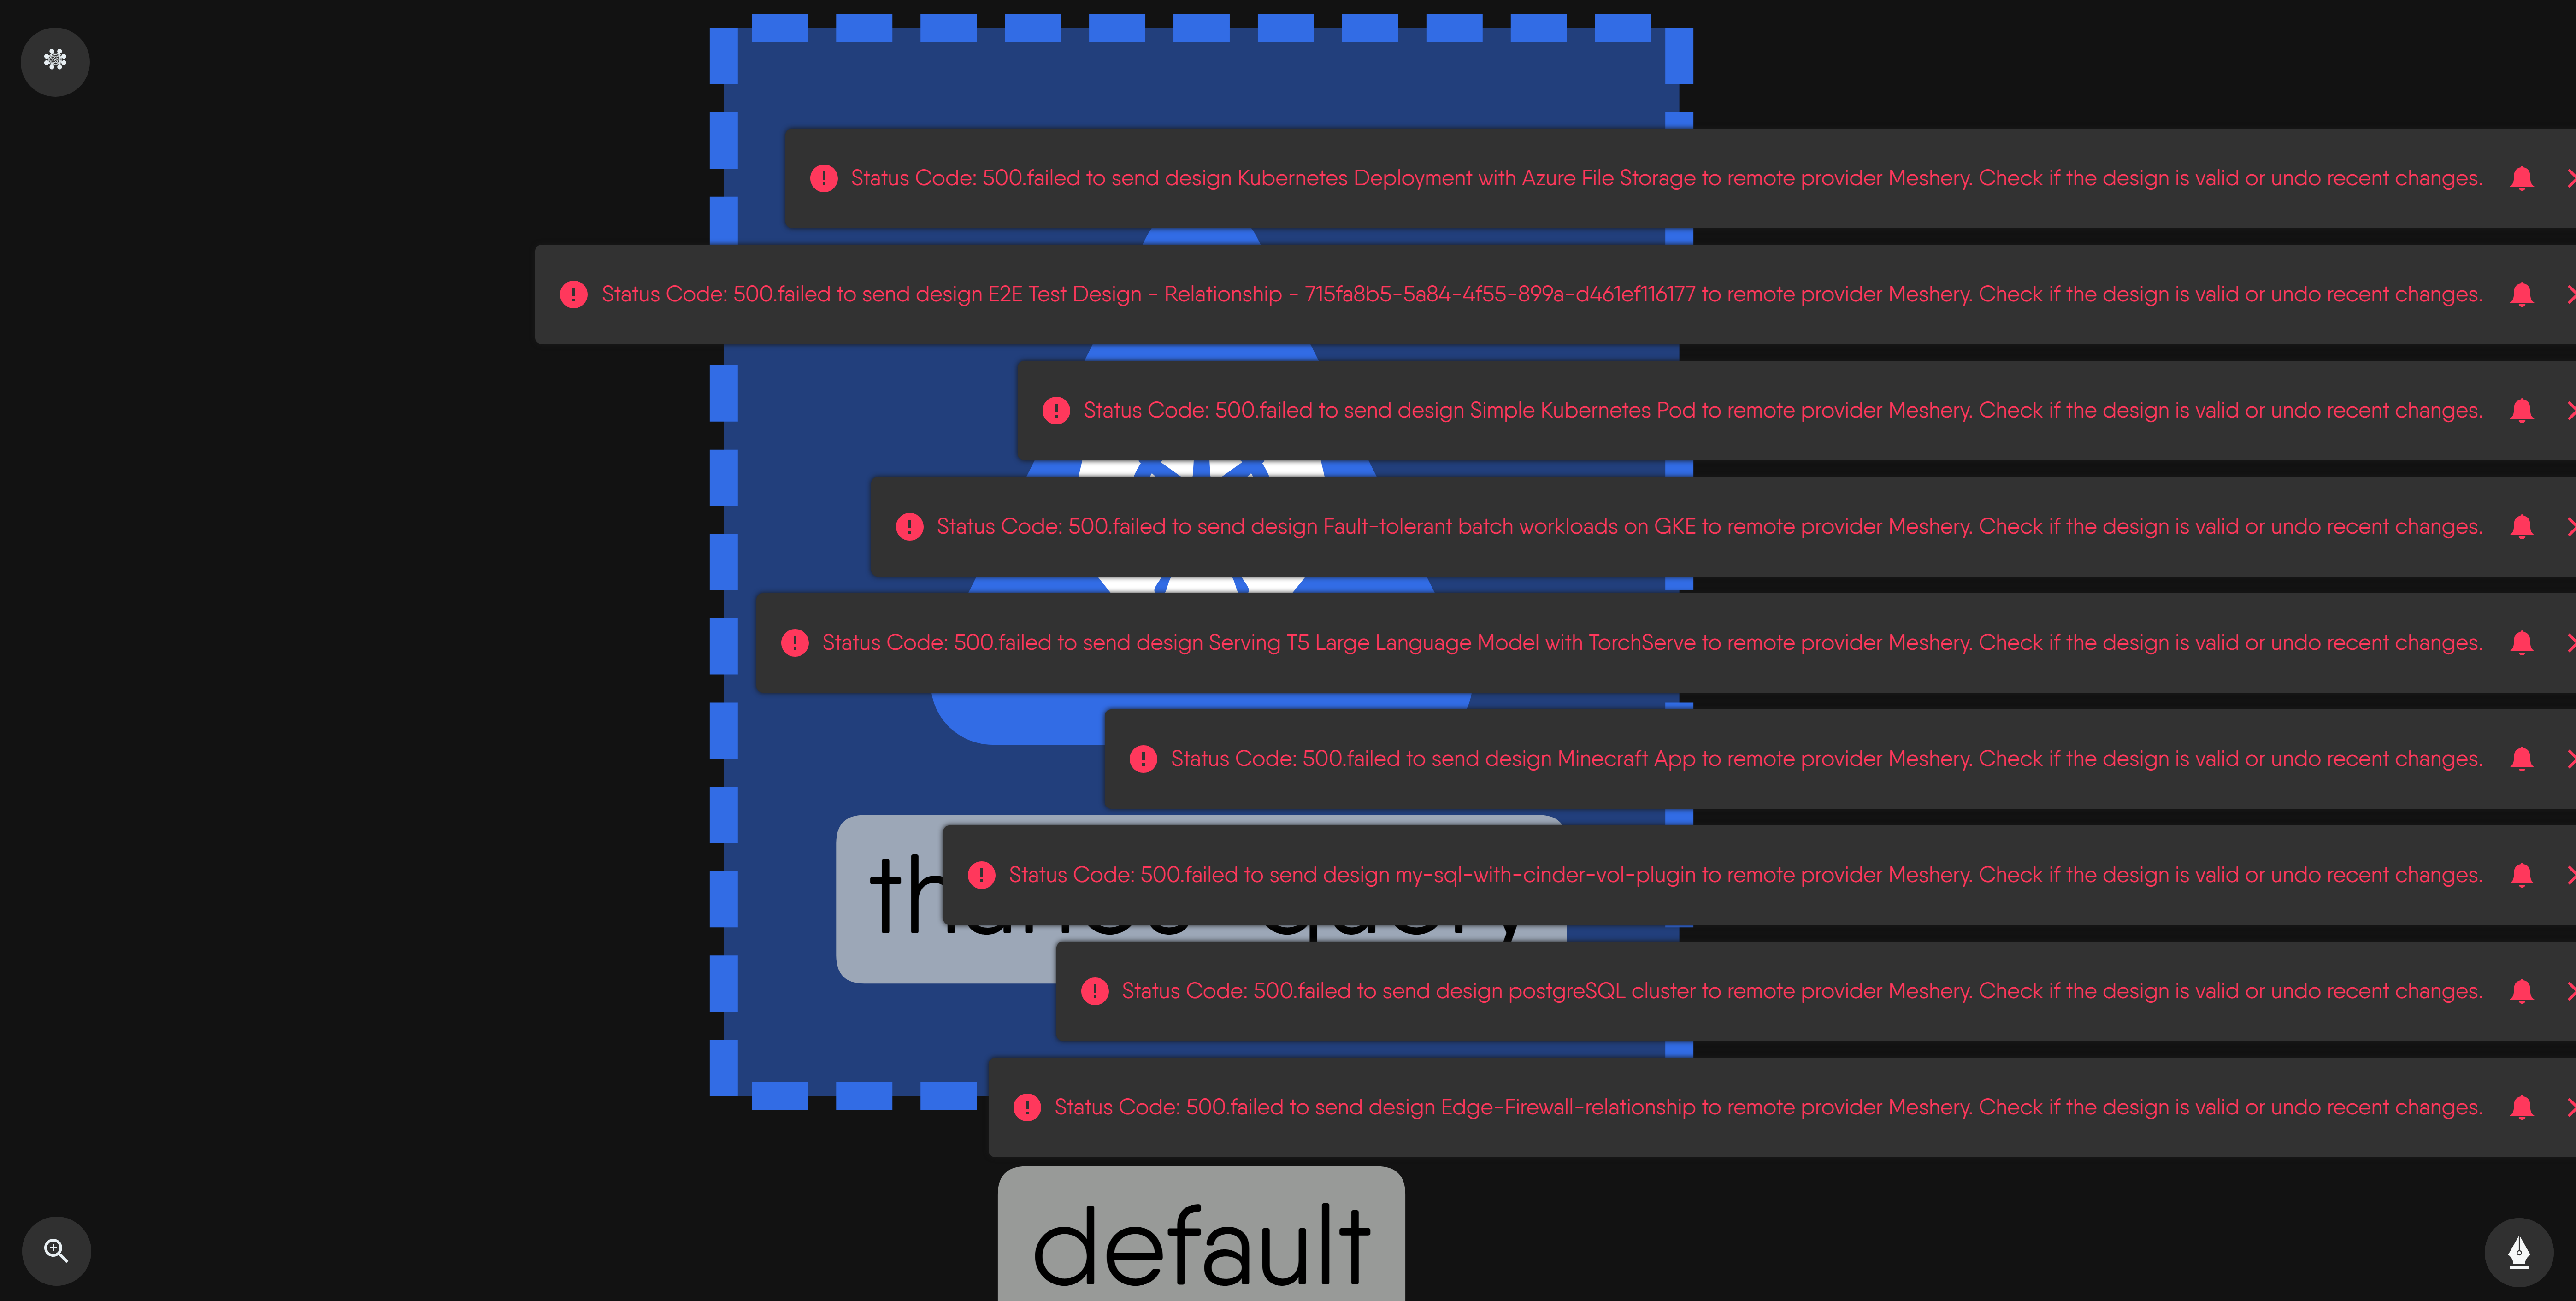 Status Code: 500.failed to send design Kubernetes Deployment with Azure File Storage to remote provider Meshery. Check if the design is valid or undo recent changes.
Status Code: 500.failed to send design E2E Test Design - Relationship - 715fa8b5-5a84-4f55-899a-d461ef116177 to remote provider Meshery. Check if the design is valid or undo recent changes.
Status Code: 500.failed to send design Simple Kubernetes Pod to remote provider Meshery. Check if the design is valid or undo recent changes.
Status Code: 500.failed to send design Fault-tolerant batch workloads on GKE to remote provider Meshery. Check if the design is valid or undo recent changes.
Status Code: 500.failed to send design Serving T5 Large Language Model with TorchServe to remote provider Meshery. Check if the design is valid or undo recent changes.
Status Code: 500.failed to send design Minecraft App to remote provider Meshery. Check if the design is valid or undo recent changes.
Status Code: 500.failed to send design my-sql-with-cinder-vol-plugin to remote provider Meshery. Check if the design is valid or undo recent changes.
Status Code: 500.failed to send design postgreSQL cluster to remote provider Meshery. Check if the design is valid or undo recent changes.
Status Code: 500.failed to send design Edge-Firewall-relationship to remote provider Meshery. Check if the design is valid or undo recent changes.
default